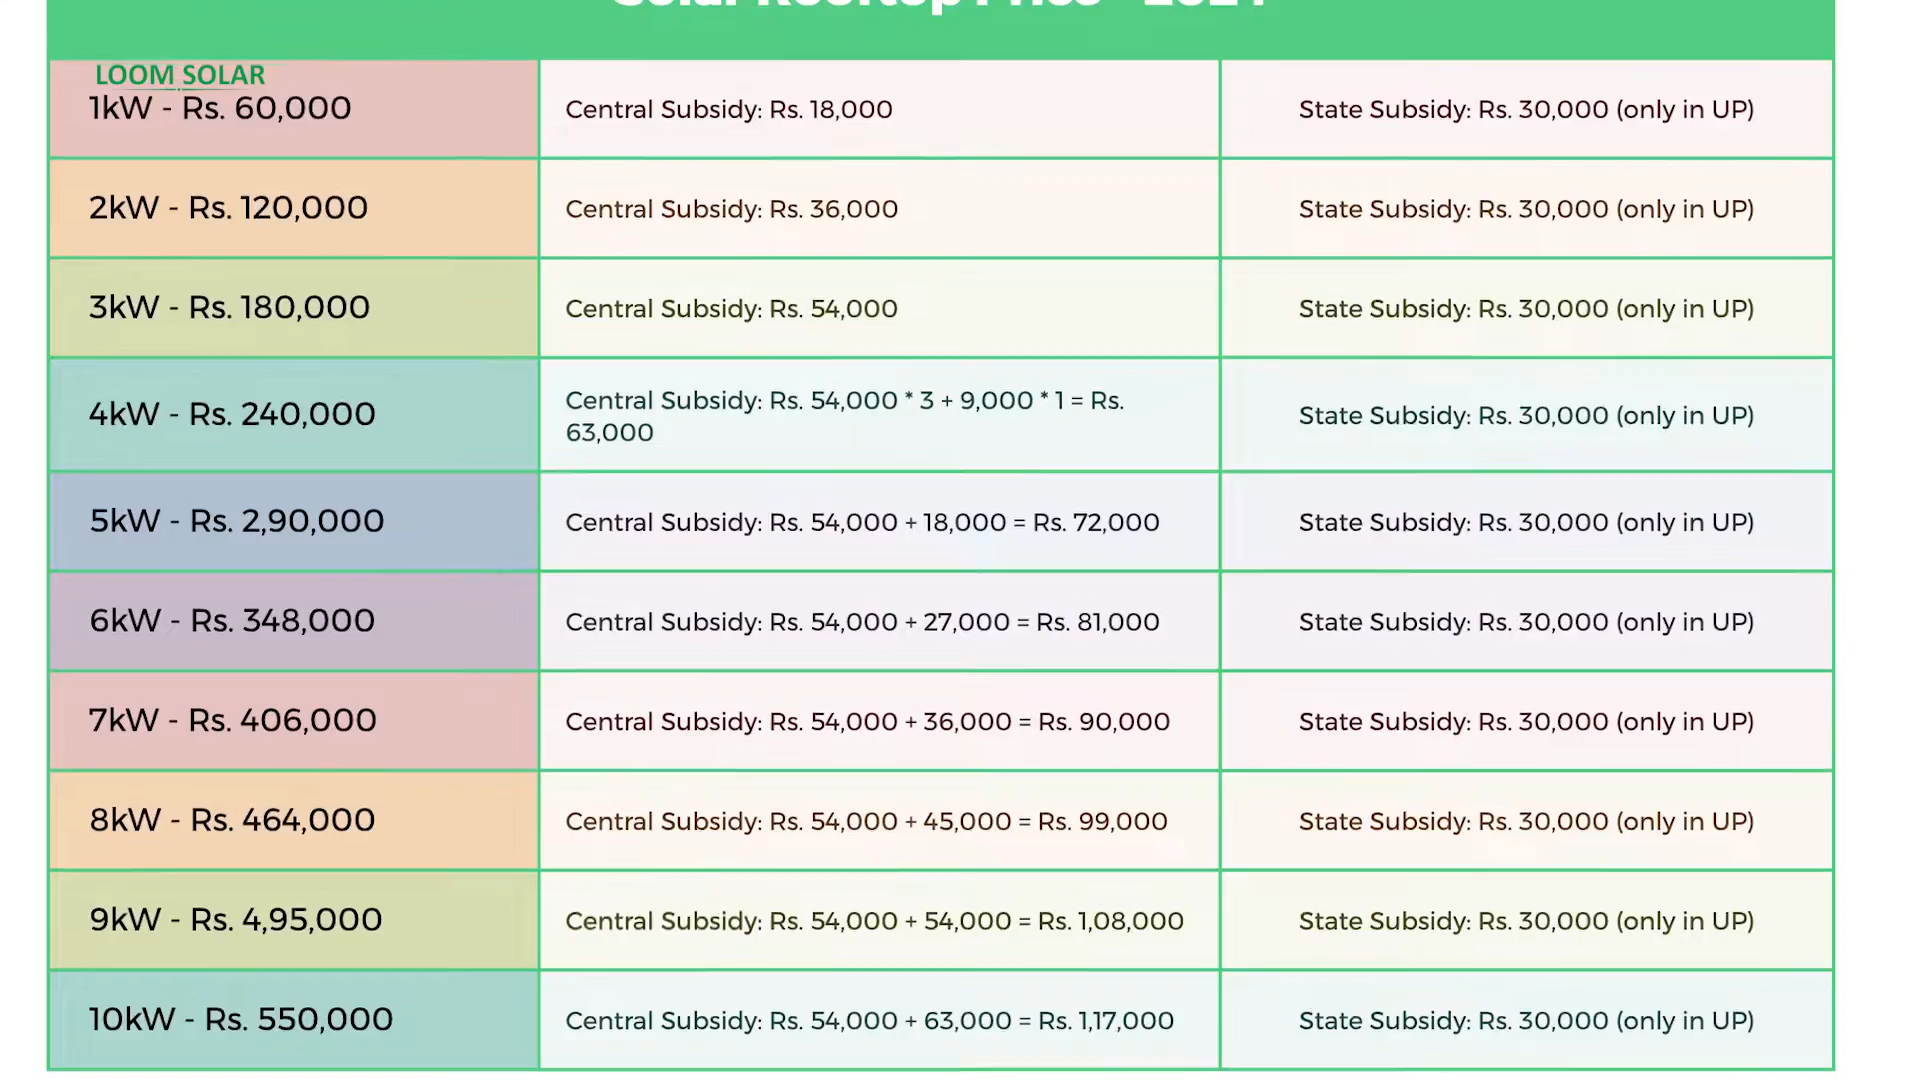 Solar Rooftop Price - 2021
LOOM SOLAR
1kW - Rs. 60,000
Central Subsidy: Rs. 18,000
State Subsidy: Rs. 30,000 (only in UP)
2kW - Rs. 120,000
Central Subsidy: Rs. 36,000
State Subsidy: Rs. 30,000 (only in UP)
3kW - Rs. 180,000
Central Subsidy: Rs. 54,000
State Subsidy: Rs. 30,000 (only in UP)
4kW - Rs. 240,000
Central Subsidy: Rs. 54,000 * 3 + 9,000 * 1 = Rs.
63,000
State Subsidy: Rs. 30,000 (only in UP)
5kW - Rs. 2,90,000
Central Subsidy: Rs. 54,000 + 18,000 = Rs. 72,000
State Subsidy: Rs. 30,000 (only in UP)
6kW - Rs. 348,000
Central Subsidy: Rs. 54,000 + 27,000 = Rs. 81,000
State Subsidy: Rs. 30,000 (only in UP)
7kW - Rs. 406,000
Central Subsidy: Rs. 54,000 + 36,000 = Rs. 90,000
State Subsidy: Rs. 30,000 (only in UP)
8kW - Rs. 464,000
Central Subsidy: Rs. 54,000 + 45,000 = Rs. 99,000
State Subsidy: Rs. 30,000 (only in UP)
9kW - Rs. 4,95,000
Central Subsidy: Rs. 54,000 + 54,000 = Rs. 1,08,000
State Subsidy: Rs. 30,000 (only in UP)
10kW - Rs. 550,000
Central Subsidy: Rs. 54,000 + 63,000 = Rs. 1,17,000
State Subsidy: Rs. 30,000 (only in UP)